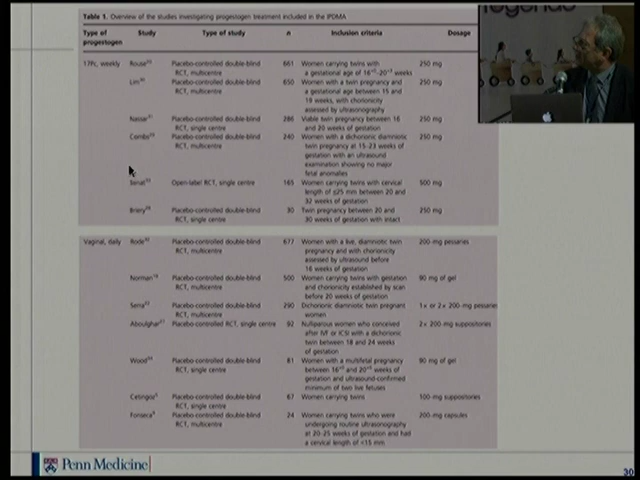 Table 1. Overview of the studies investigating progestogen treatment included in the IPDMA
Type of progestogen Study Type of study n Inclusion criteria Dosage
17Pc, weekly Rouse Placebo-controlled double-blind 661 Women carrying twins with 250 mg
RCT, multicentre a gestational age of 16 -20 weeks
Lim Placebo-controlled double-blind 650 Women with a twin pregnancy and 250 mg
RCT, multicentre a gestational age between 15 and
19 weeks, with chorionicity
assessed by ultrasonography
Nassar Placebo-controlled double-blind 286 Viable twin pregnancy between 16 250 mg
RCT, single centre and 20 weeks of gestation
Combs Placebo-controlled double-blind 240 Women with a dichorionic diamniotic 250 mg
RCT, multicentre twin pregnancy at 15-23 weeks of
gestation with an ultrasound
examination showing no major
fetal anomalies
Senat Open-label RCT, single centre 165 Women carrying twins with cervical 500 mg
length of ≤25 mm between 20 and
32 weeks of gestation
Briery Placebo-controlled double-blind 30 Twin pregnancy between 20 and 250 mg
RCT, single centre 30 weeks of gestation with intact
Vaginal, daily Rode Placebo-controlled double-blind 677 Women with a live, diamniotic twin 200-mg pessaries
RCT, multicentre pregnancy and with chorionicity
assessed by ultrasound before
16 weeks of gestation
Norman Placebo-controlled double-blind 500 Women carrying twins with gestation 90 mg of gel
RCT, multicentre and chorionicity established by scan
before 20 weeks of gestation
Serra Placebo-controlled double-blind 290 Dichorionic diamniotic twin pregnant 1× or 2× 200-mg pessaries
RCT, multicentre women
Aboulghar Placebo-controlled RCT, single centre 92 Nulliparous women who conceived 2× 200-mg suppositories
after IVF or ICSI with a dichorionic
twin between 18 and 24 weeks
of gestation
Wood Placebo-controlled double-blind 81 Women with a multifetal pregnancy 90 mg of gel
RCT, multicentre between 16 and 20 weeks of
gestation and ultrasound-confirmed
minimum of two live fetuses
Cetingoz Placebo-controlled double-blind 67 Women carrying twins 100-mg suppositories
RCT, single centre
Fonseca Placebo-controlled double-blind 24 Women carrying twins who were 200-mg capsules
RCT, multicentre undergoing routine ultrasonography
at 20-25 weeks of gestation and had
a cervical length of <15 mm
Penn Medicine
30